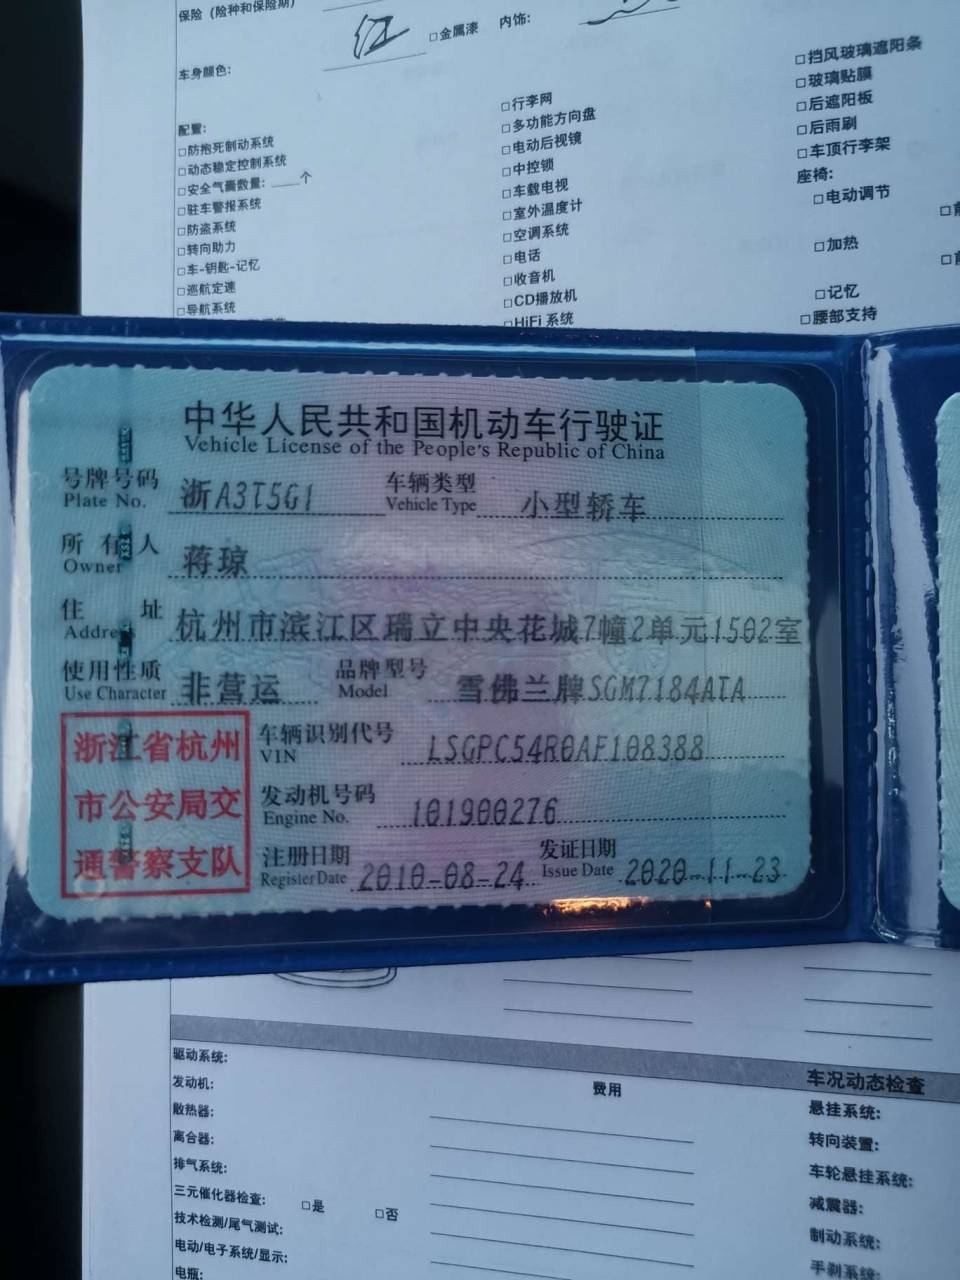 保险（险种和保险期）
车身颜色: 红 □金属漆 内饰:
配置:
□防抱死制动系统
□动态稳定控制系统
□安全气囊数量: 个
□驻车警报系统
□防盗系统
□转向助力
□车-钥匙-记忆
□巡航定速
□导航系统
□行李网
□多功能方向盘
□电动后视镜
□中控锁
□车载电视
□室外温度计
□空调系统
□电话
□收音机
□CD播放机
□HiFi 系统
□挡风玻璃遮阳条
□玻璃贴膜
□后遮阳板
□后雨刷
□车顶行李架
座椅:
□电动调节
□加热
□记忆
□腰部支持
中华人民共和国机动车行驶证
Vehicle License of the People's Republic of China
号牌号码 浙A3T5G1 车辆类型 小型轿车
Plate No. Vehicle Type
所有人 蒋琼
Owner
住址 杭州市滨江区瑞立中央花城7幢2单元1502室
Address
使用性质 非营运 品牌型号 雪佛兰牌SGM7184ATA
Use Character Model
浙江省杭州
市公安局交
通警察支队
车辆识别代号 LSGPC54R0AF108388
VIN
发动机号码 101900276
Engine No.
注册日期 2010-08-24 发证日期 2020-11-23
Register Date Issue Date
驱动系统:
发动机:
散热器:
离合器:
排气系统:
三元催化器检查: □是 □否
技术检测/尾气测试:
电动/电子系统/显示:
电瓶:
费用
车况动态检查
悬挂系统:
转向装置:
车轮悬挂系统:
减震器:
制动系统:
手刹系统: